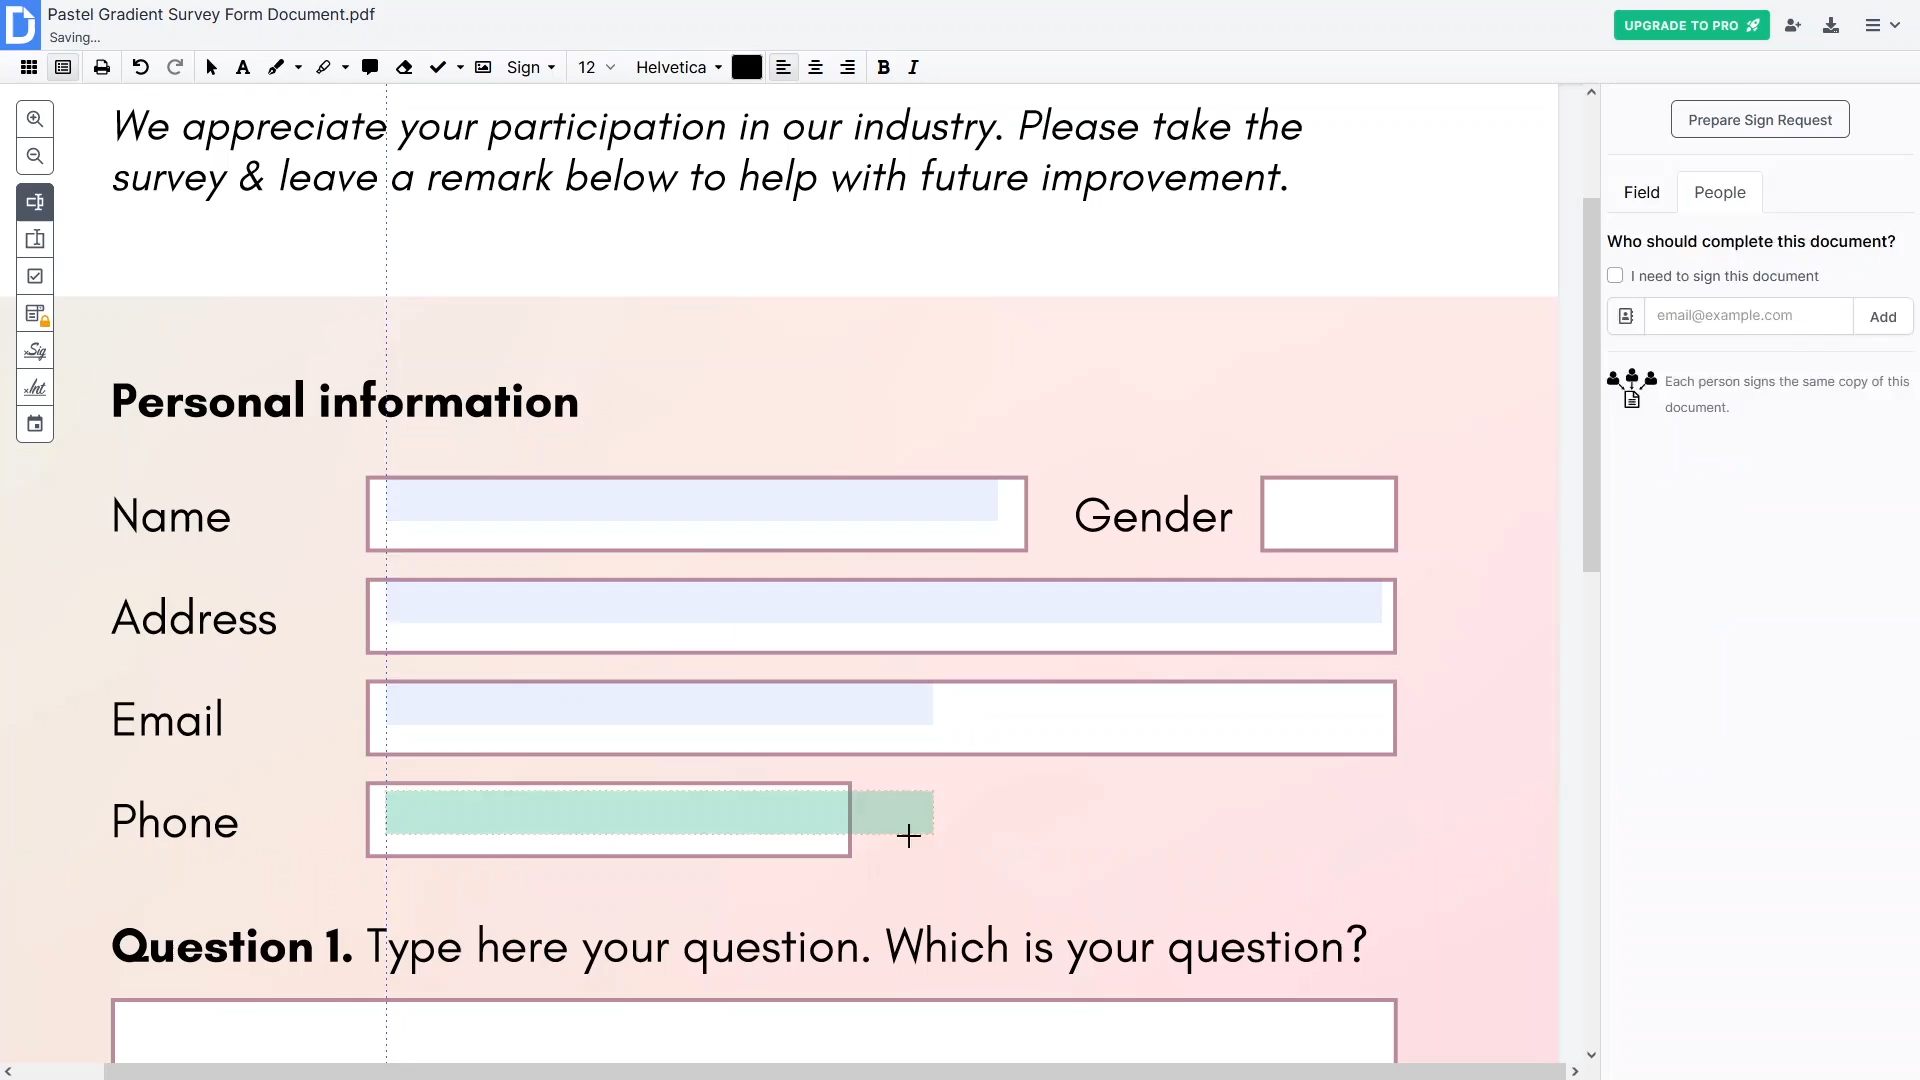 Pastel Gradient Survey Form Document.pdf
Saving...
UPGRADE TO PRO
Sign
12
Helvetica
B
I
We appreciate your participation in our industry. Please take the
survey & leave a remark below to help with future improvement.
Prepare Sign Request
Field
People
Who should complete this document?
I need to sign this document
email@example.com
Add
Each person signs the same copy of this
document.
xSig
xInt
Personal information
Name
Gender
Address
Email
Phone
Question 1. Type here your question. Which is your question?